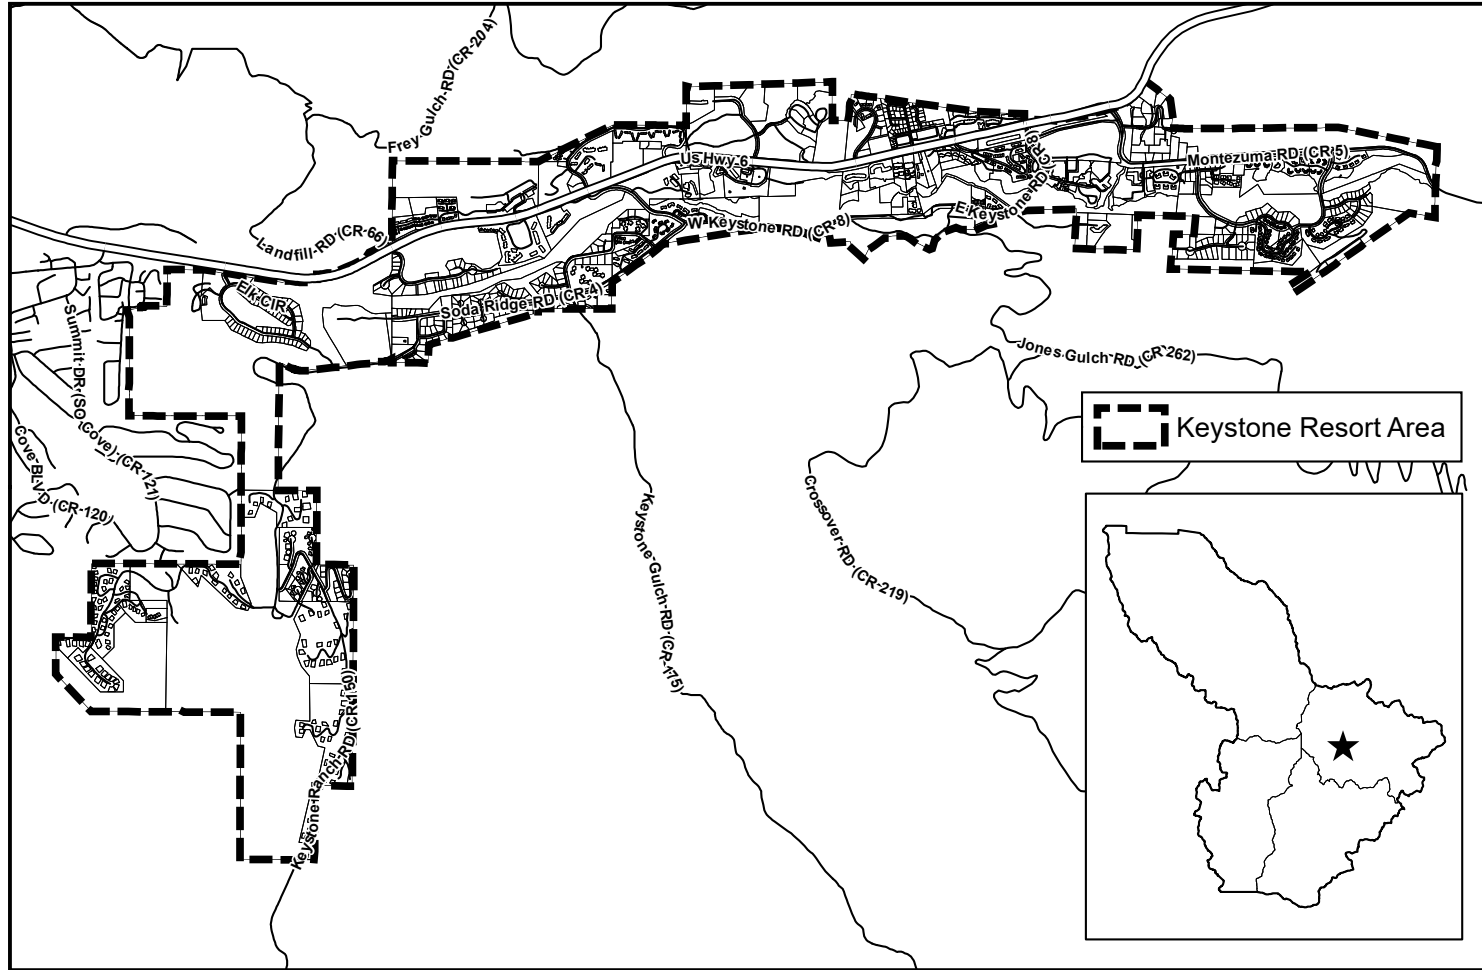 Frey Gulch RD (CR-204)
Us Hwy 6
Montezuma RD (CR 5)
Landfill RD (CR-66)
W Keystone RD (CR-8)
E Keystone RD (CR-8)
Elk CIR
Soda Ridge RD (CR-4)
Summit DR (SO Cove) (CR-121)
Jones Gulch RD (CR 262)
Keystone Resort Area
Cove BLVD (CR-120)
Crossover RD (CR-219)
Keystone Gulch RD (CR-175)
Keystone Ranch RD (CR-150)